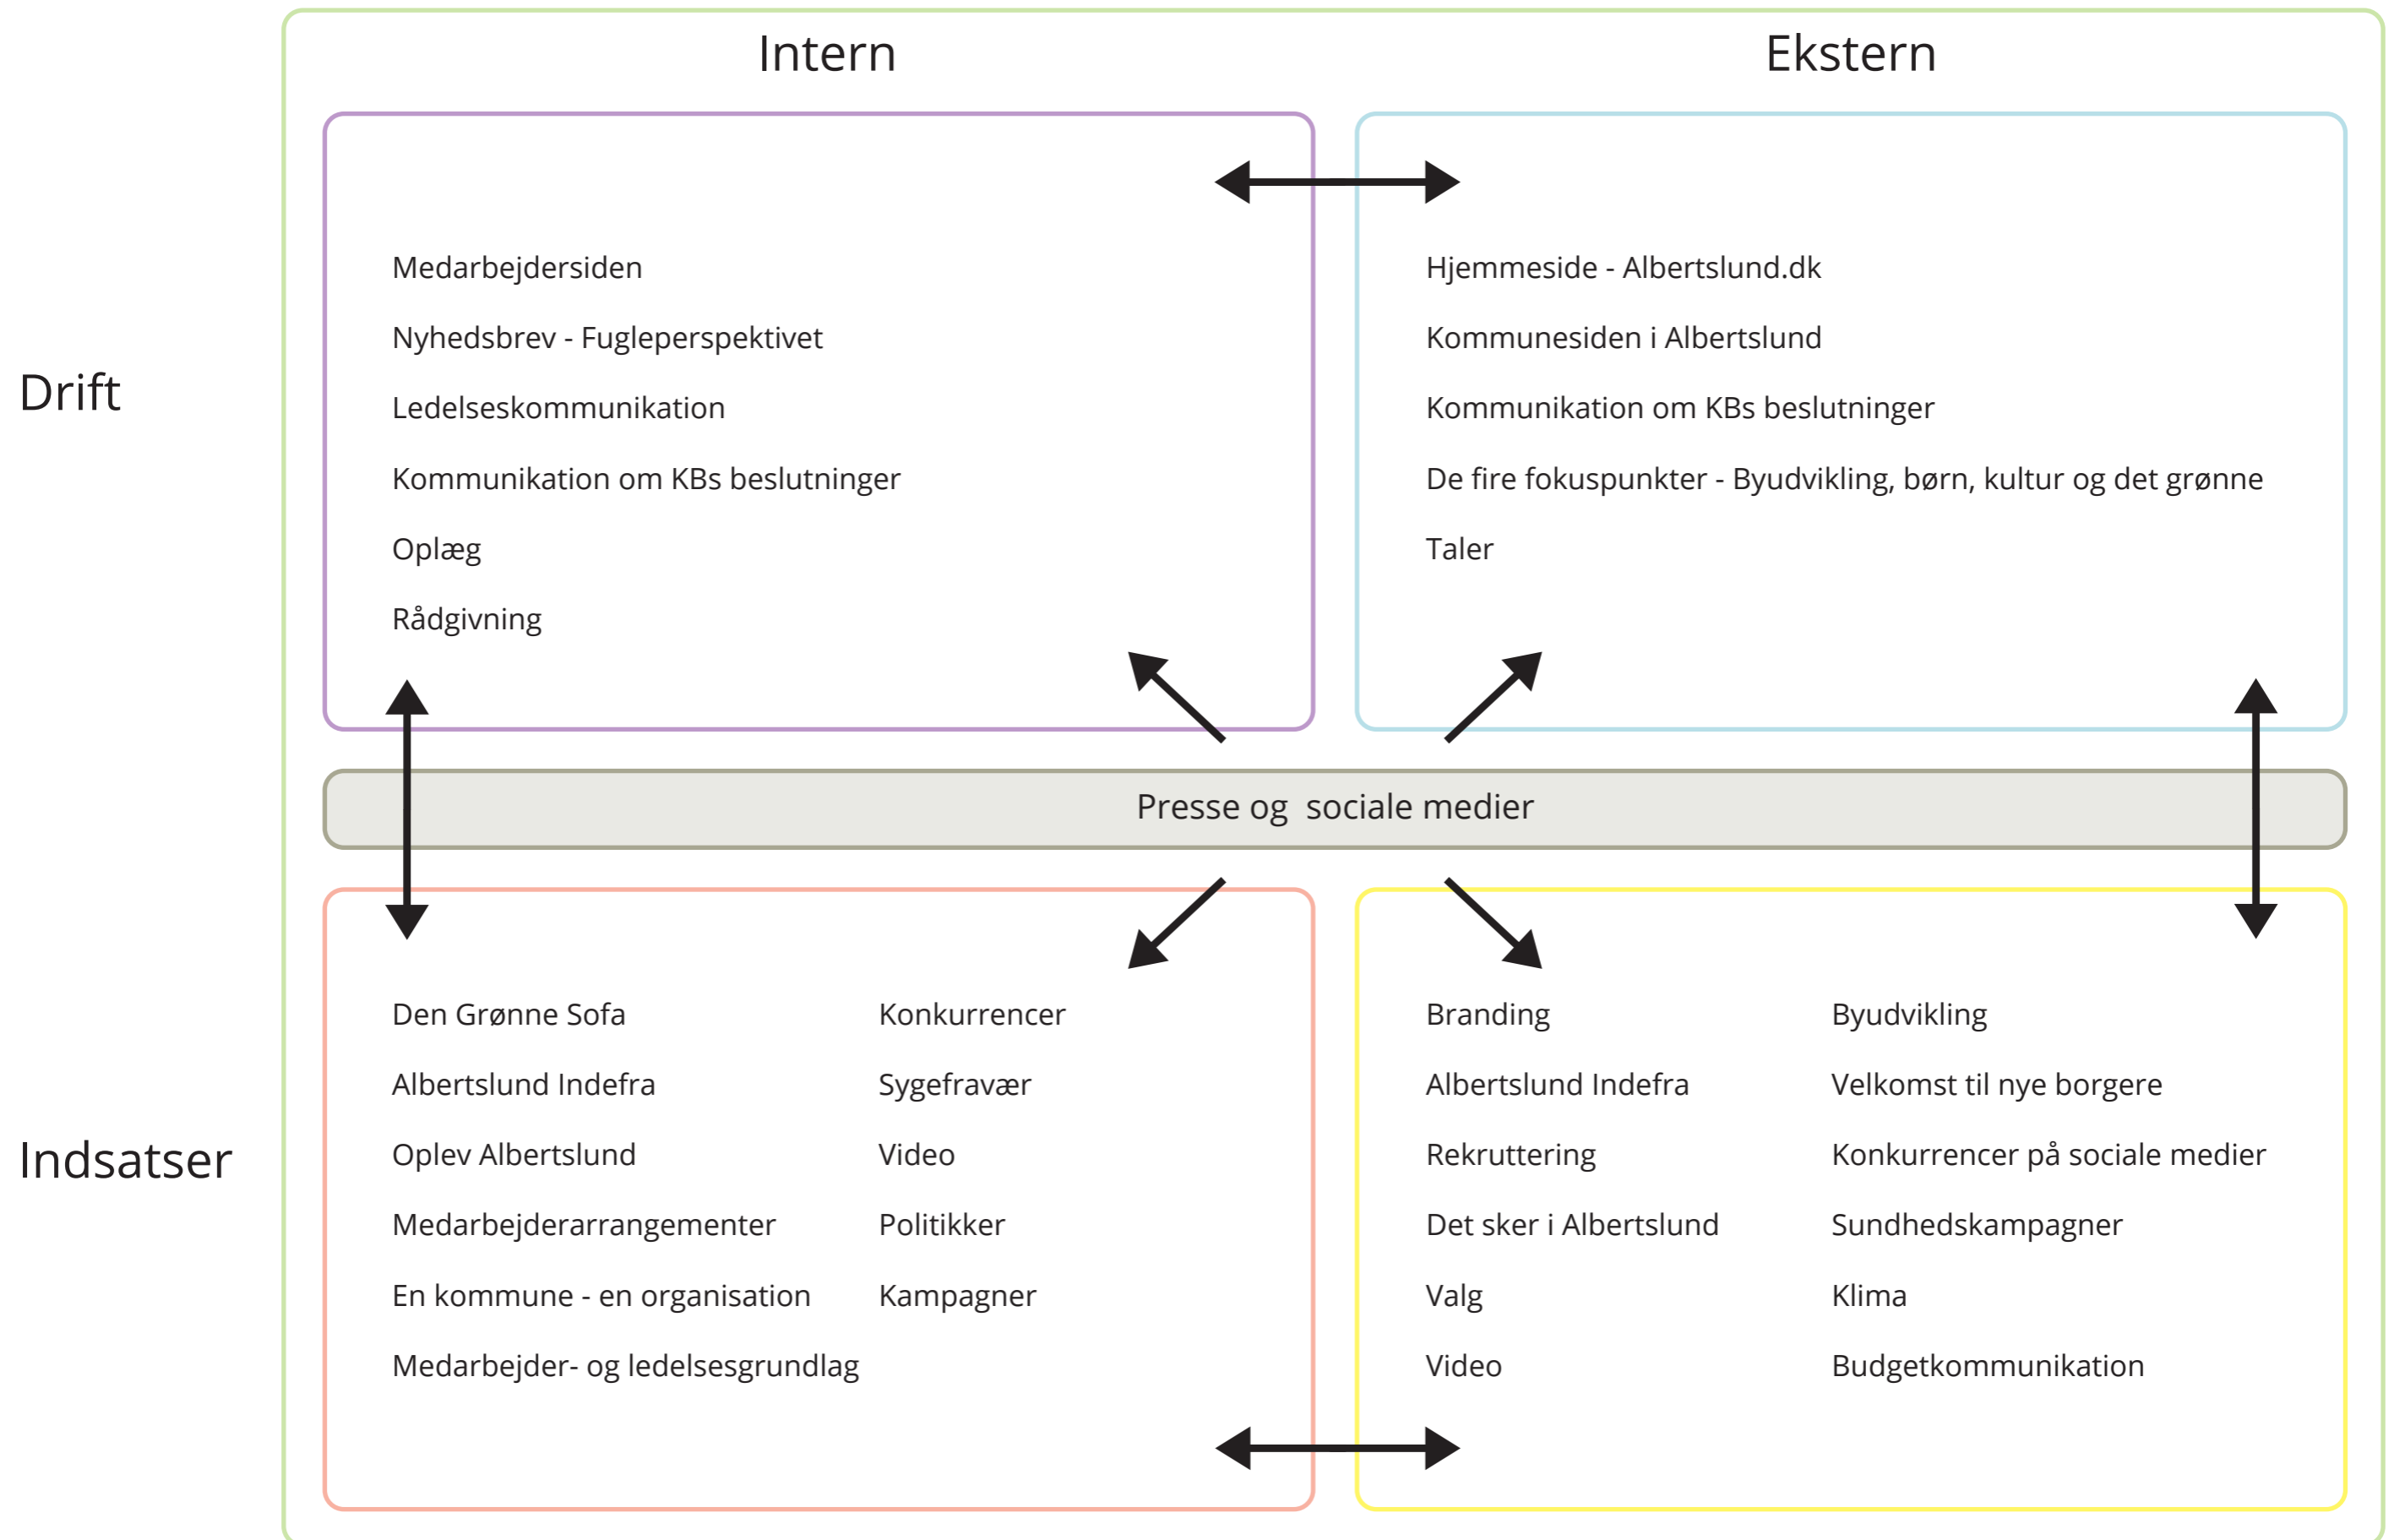 Intern
Ekstern
Drift
Medarbejdersiden
Nyhedsbrev - Fugleperspektivet
Ledelseskommunikation
Kommunikation om KBs beslutninger
Oplæg
Rådgivning
Hjemmeside - Albertslund.dk
Kommunesiden i Albertslund
Kommunikation om KBs beslutninger
De fire fokuspunkter - Byudvikling, børn, kultur og det grønne
Taler
Presse og  sociale medier
Indsatser
Den Grønne Sofa
Albertslund Indefra
Oplev Albertslund
Medarbejderarrangementer
En kommune - en organisation
Medarbejder- og ledelsesgrundlag
Konkurrencer
Sygefravær
Video
Politikker
Kampagner
Branding
Albertslund Indefra
Rekruttering
Det sker i Albertslund
Valg
Video
Byudvikling
Velkomst til nye borgere
Konkurrencer på sociale medier
Sundhedskampagner
Klima
Budgetkommunikation